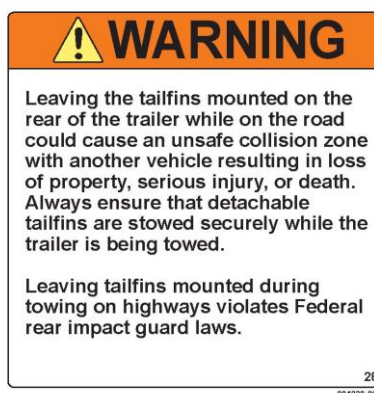 WARNING
Leaving the tailfins mounted on the
rear of the trailer while on the road
could cause an unsafe collision zone
with another vehicle resulting in loss
of property, serious injury, or death.
Always ensure that detachable
tailfins are stowed securely while the
trailer is being towed.
Leaving tailfins mounted during
towing on highways violates Federal
rear impact guard laws.